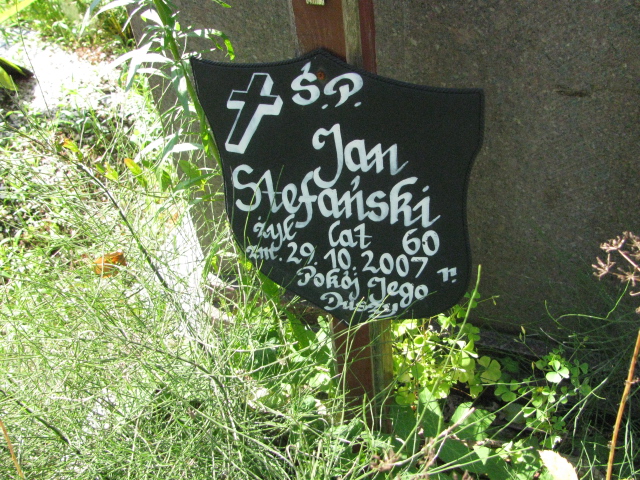 Ś.P.
Jan
Stefański
żył lat 60
zm. 29. 10. 2007 r.
Pokój Jego
Duszy